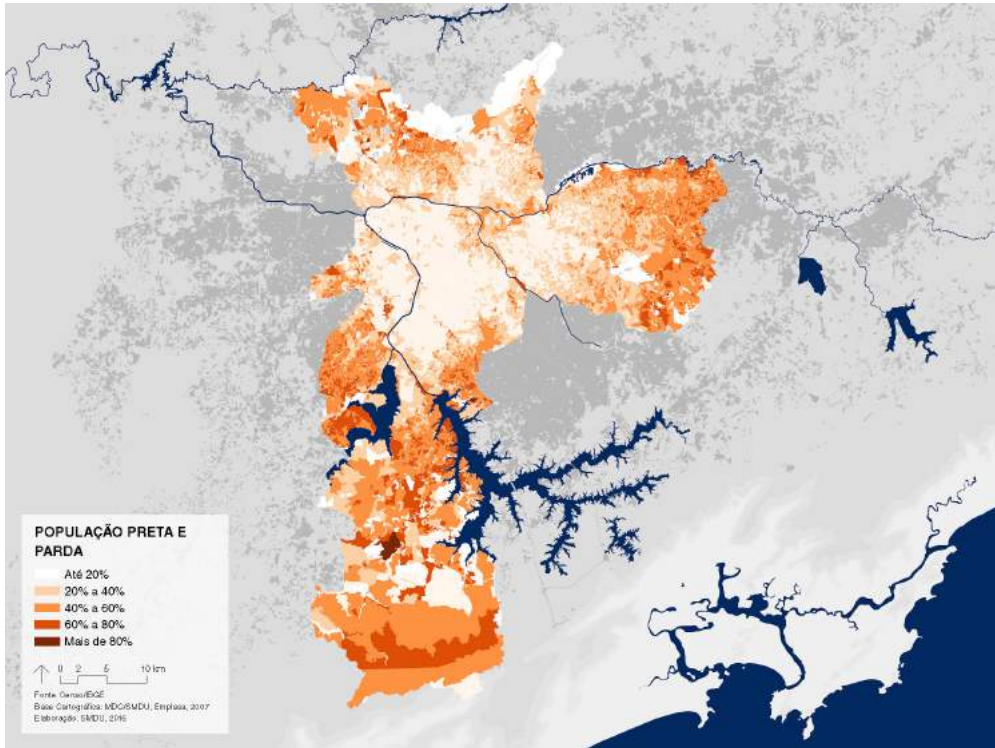 POPULAÇÃO PRETA E
PARDA
Até 20%
20% a 40%
40% a 60%
60% a 80%
Mais de 80%
0 2 5 10 km
Fonte: Censo/IBGE
Base Cartográfica: MDC/SMDU, Emplasa, 2007
Elaboração: SMDU, 2016